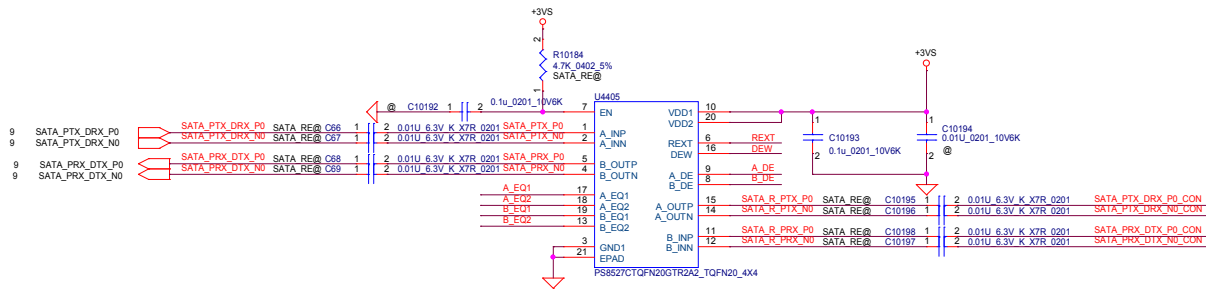 +3VS
2
R10184
4.7K_0402_5%
SATA_RE@
1
+3VS
@ C10192 1 2 0.1u_0201_10V6K
U4405
7 EN
VDD1 10
VDD2 20
9 SATA_PTX_DRX_P0 SATA_PTX_DRX_P0 SATA_RE@ C66 1 2 0.01U_6.3V_K_X7R_0201 SATA_PTX_P0 1 A_INP
9 SATA_PTX_DRX_N0 SATA_PTX_DRX_N0 SATA_RE@ C67 1 2 0.01U_6.3V_K_X7R_0201 SATA_PTX_N0 2 A_INN
REXT 6 REXT
DEW 16 DEW
1 C10193
0.1u_0201_10V6K
2
1 C10194
0.01U_0201_10V6K
@
2
9 SATA_PRX_DTX_P0 SATA_PRX_DTX_P0 SATA_RE@ C68 1 2 0.01U_6.3V_K_X7R_0201 SATA_PRX_P0 5 B_OUTP
9 SATA_PRX_DTX_N0 SATA_PRX_DTX_N0 SATA_RE@ C69 1 2 0.01U_6.3V_K_X7R_0201 SATA_PRX_N0 4 B_OUTN
A_DE 9 A_DE
B_DE 8 B_DE
A_EQ1 17 A_EQ1
A_EQ2 18 A_EQ2
B_EQ1 19 B_EQ1
B_EQ2 13 B_EQ2
A_OUTP 15 SATA_R_PTX_P0 SATA_RE@ C10195 1 2 0.01U_6.3V_K_X7R_0201 SATA_PTX_DRX_P0_CON
A_OUTN 14 SATA_R_PTX_N0 SATA_RE@ C10196 1 2 0.01U_6.3V_K_X7R_0201 SATA_PTX_DRX_N0_CON
B_INP 11 SATA_R_PRX_P0 SATA_RE@ C10198 1 2 0.01U_6.3V_K_X7R_0201 SATA_PRX_DTX_P0_CON
B_INN 12 SATA_R_PRX_N0 SATA_RE@ C10197 1 2 0.01U_6.3V_K_X7R_0201 SATA_PRX_DTX_N0_CON
3 GND1
21 EPAD
PS8527CTQFN20GTR2A2_TQFN20_4X4